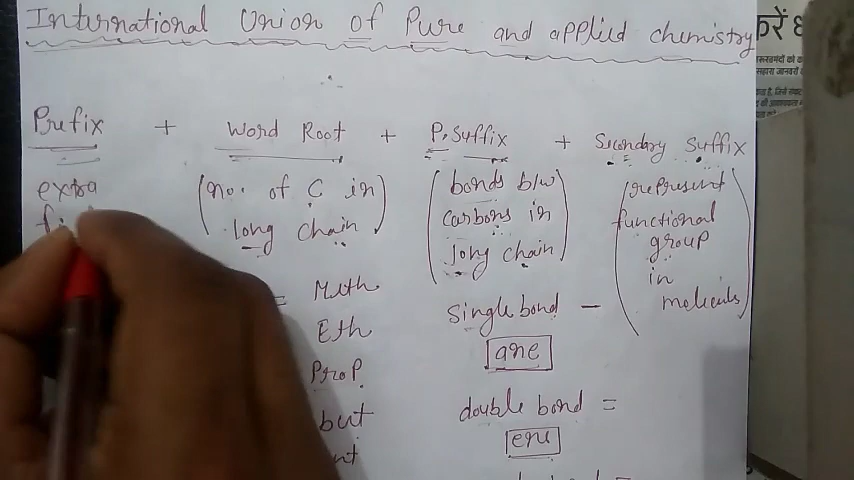 International Union of Pure and applied chemistry
Prefix + Word Root + P. Suffix + Secondary Suffix
extra
(no. of C in
long chain)
(bonds b/w
carbons in
long chain)
(represent
functional
group
in
molecule)
= Meth
Eth
Prop
but
single bond –
ane
double bond =
ene
करें